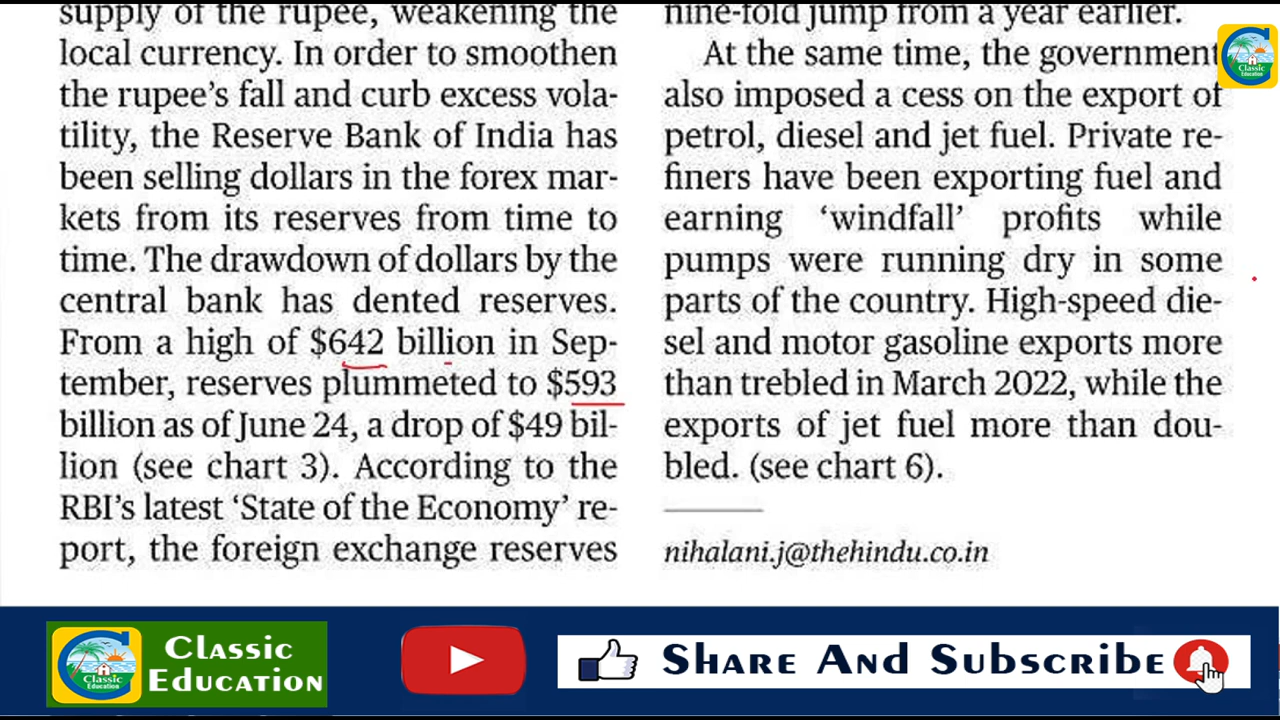 supply of the rupee, weakening the
local currency. In order to smoothen
the rupee's fall and curb excess vola-
tility, the Reserve Bank of India has
been selling dollars in the forex mar-
kets from its reserves from time to
time. The drawdown of dollars by the
central bank has dented reserves.
From a high of $642 billion in Sep-
tember, reserves plummeted to $593
billion as of June 24, a drop of $49 bil-
lion (see chart 3). According to the
RBI's latest 'State of the Economy' re-
port, the foreign exchange reserves
nine-fold jump from a year earlier.
At the same time, the government
also imposed a cess on the export of
petrol, diesel and jet fuel. Private re-
finers have been exporting fuel and
earning 'windfall' profits while
pumps were running dry in some
parts of the country. High-speed die-
sel and motor gasoline exports more
than trebled in March 2022, while the
exports of jet fuel more than dou-
bled. (see chart 6).
nihalani.j@thehindu.co.in
Classic
Education
Classic
Education
Classic
Education
Share And Subscribe